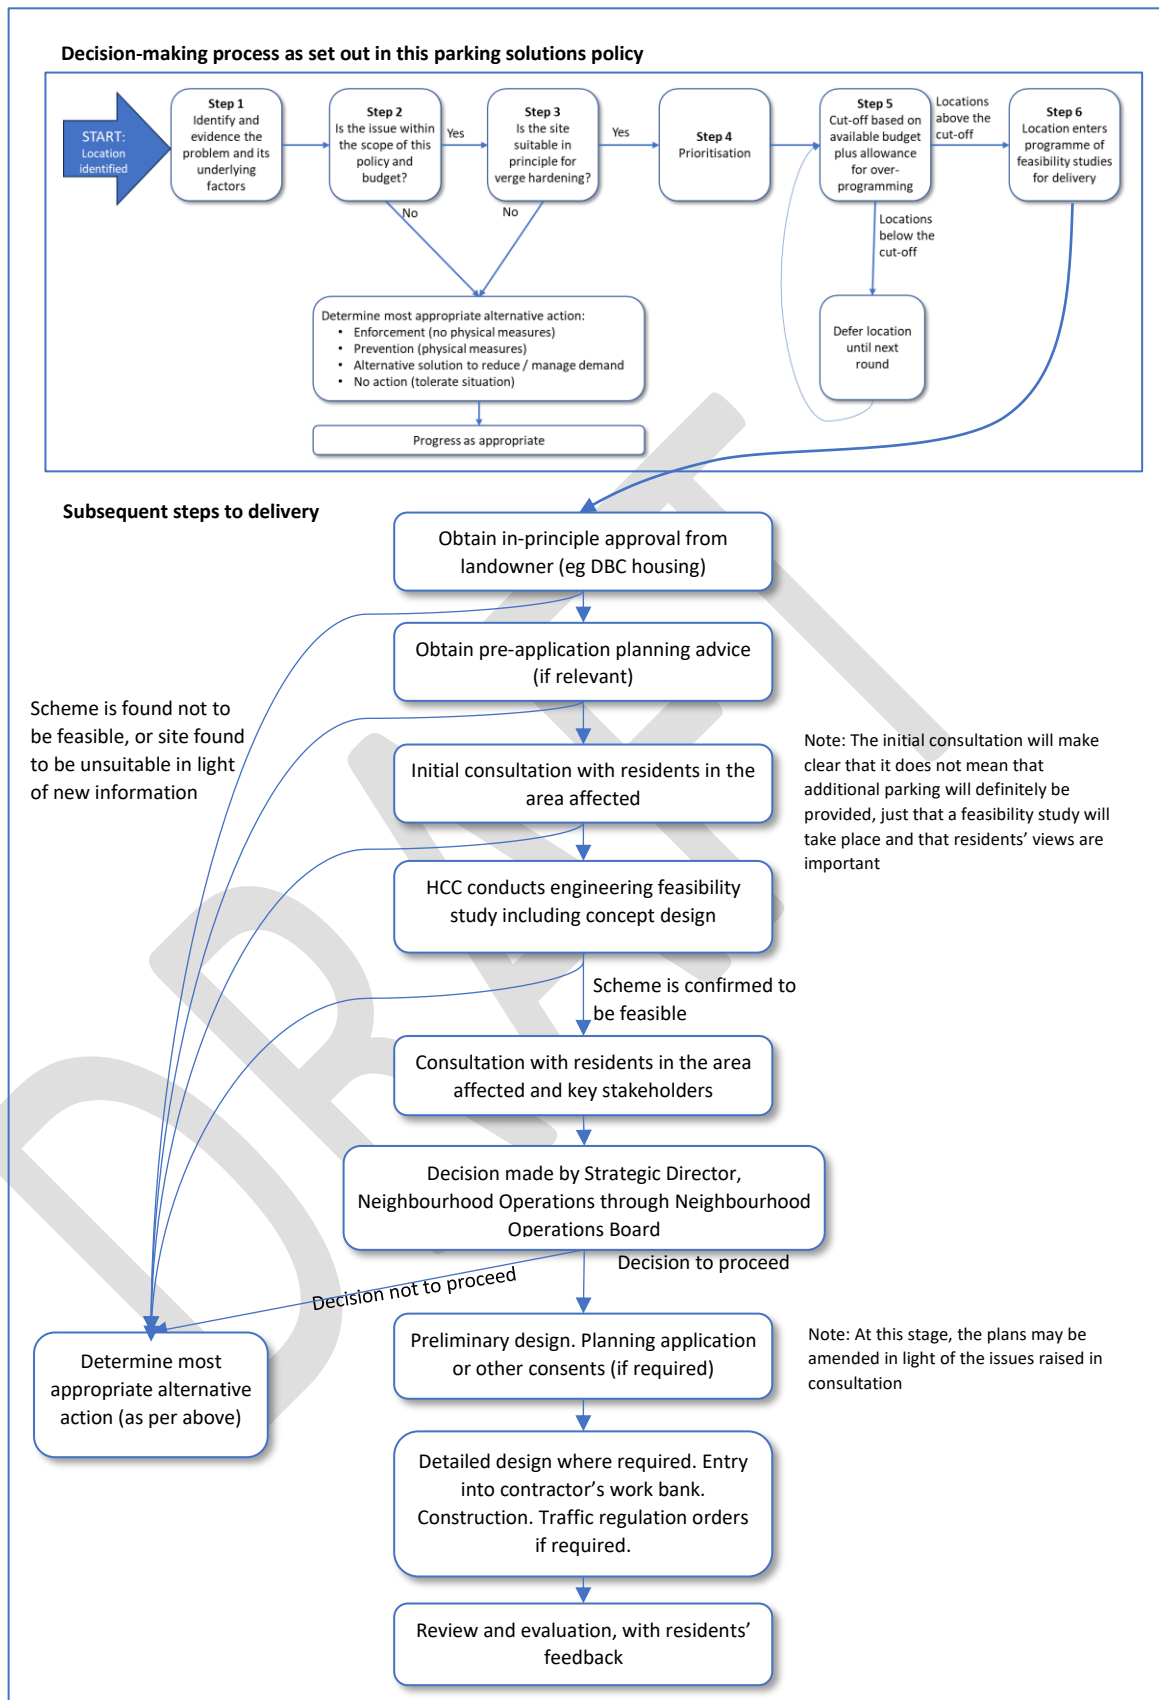 Decision-making process as set out in this parking solutions policy
START:
Location
identified
Step 1
Identify and
evidence the
problem and its
underlying
factors
Step 2
Is the issue within
the scope of this
policy and
budget?
Yes
No
Step 3
Is the site
suitable in
principle for
verge hardening?
Yes
No
Step 4
Prioritisation
Step 5
Cut-off based on
available budget
plus allowance
for over-
programming
Locations
above the
cut-off
Step 6
Location enters
programme of
feasibility studies
for delivery
Locations
below the
cut-off
Defer location
until next
round
Determine most appropriate alternative action:
• Enforcement (no physical measures)
• Prevention (physical measures)
• Alternative solution to reduce / manage demand
• No action (tolerate situation)
Progress as appropriate
Subsequent steps to delivery
Obtain in-principle approval from
landowner (eg DBC housing)
Obtain pre-application planning advice
(if relevant)
Scheme is found not to
be feasible, or site found
to be unsuitable in light
of new information
Initial consultation with residents in the
area affected
Note: The initial consultation will make
clear that it does not mean that
additional parking will definitely be
provided, just that a feasibility study will
take place and that residents’ views are
important
HCC conducts engineering feasibility
study including concept design
Scheme is confirmed to
be feasible
Consultation with residents in the area
affected and key stakeholders
Decision made by Strategic Director,
Neighbourhood Operations through Neighbourhood
Operations Board
Decision not to proceed
Decision to proceed
Determine most
appropriate alternative
action (as per above)
Preliminary design. Planning application
or other consents (if required)
Note: At this stage, the plans may be
amended in light of the issues raised in
consultation
Detailed design where required. Entry
into contractor’s work bank.
Construction. Traffic regulation orders
if required.
Review and evaluation, with residents’
feedback
DRAFT